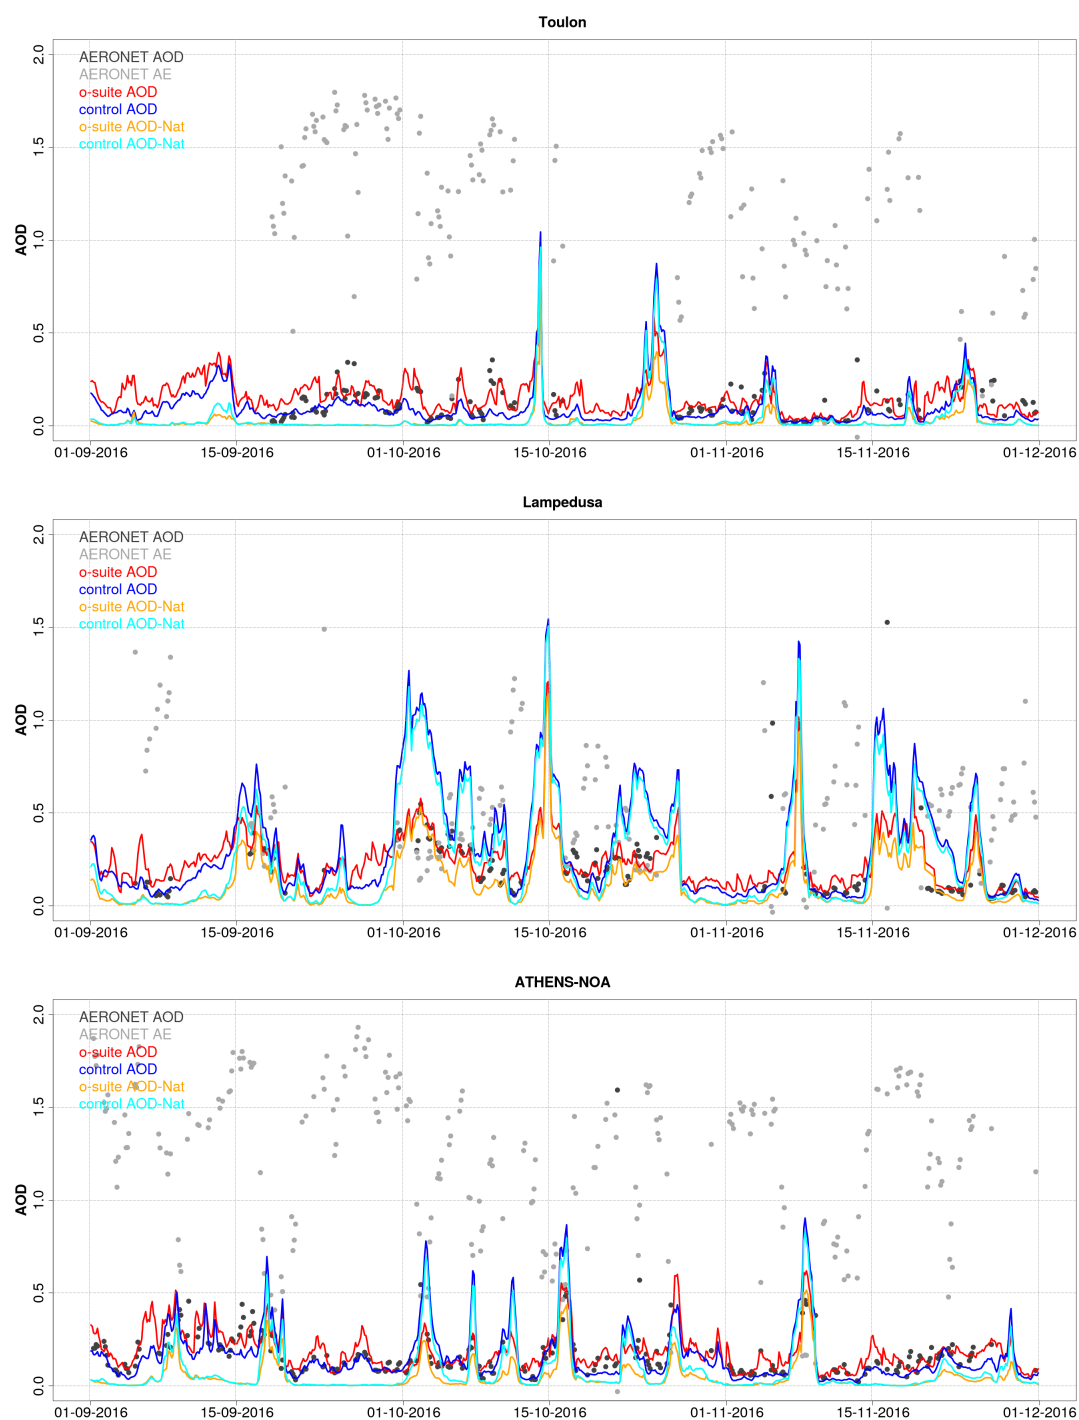 Toulon
AERONET AOD
AERONET AE
o-suite AOD
control AOD
o-suite AOD-Nat
control AOD-Nat
AOD
2.0
1.5
1.0
0.5
0.0
01-09-2016 15-09-2016 01-10-2016 15-10-2016 01-11-2016 15-11-2016 01-12-2016
Lampedusa
AERONET AOD
AERONET AE
o-suite AOD
control AOD
o-suite AOD-Nat
control AOD-Nat
AOD
2.0
1.5
1.0
0.5
0.0
01-09-2016 15-09-2016 01-10-2016 15-10-2016 01-11-2016 15-11-2016 01-12-2016
ATHENS-NOA
AERONET AOD
AERONET AE
o-suite AOD
control AOD
o-suite AOD-Nat
control AOD-Nat
AOD
2.0
1.5
1.0
0.5
0.0
01-09-2016 15-09-2016 01-10-2016 15-10-2016 01-11-2016 15-11-2016 01-12-2016